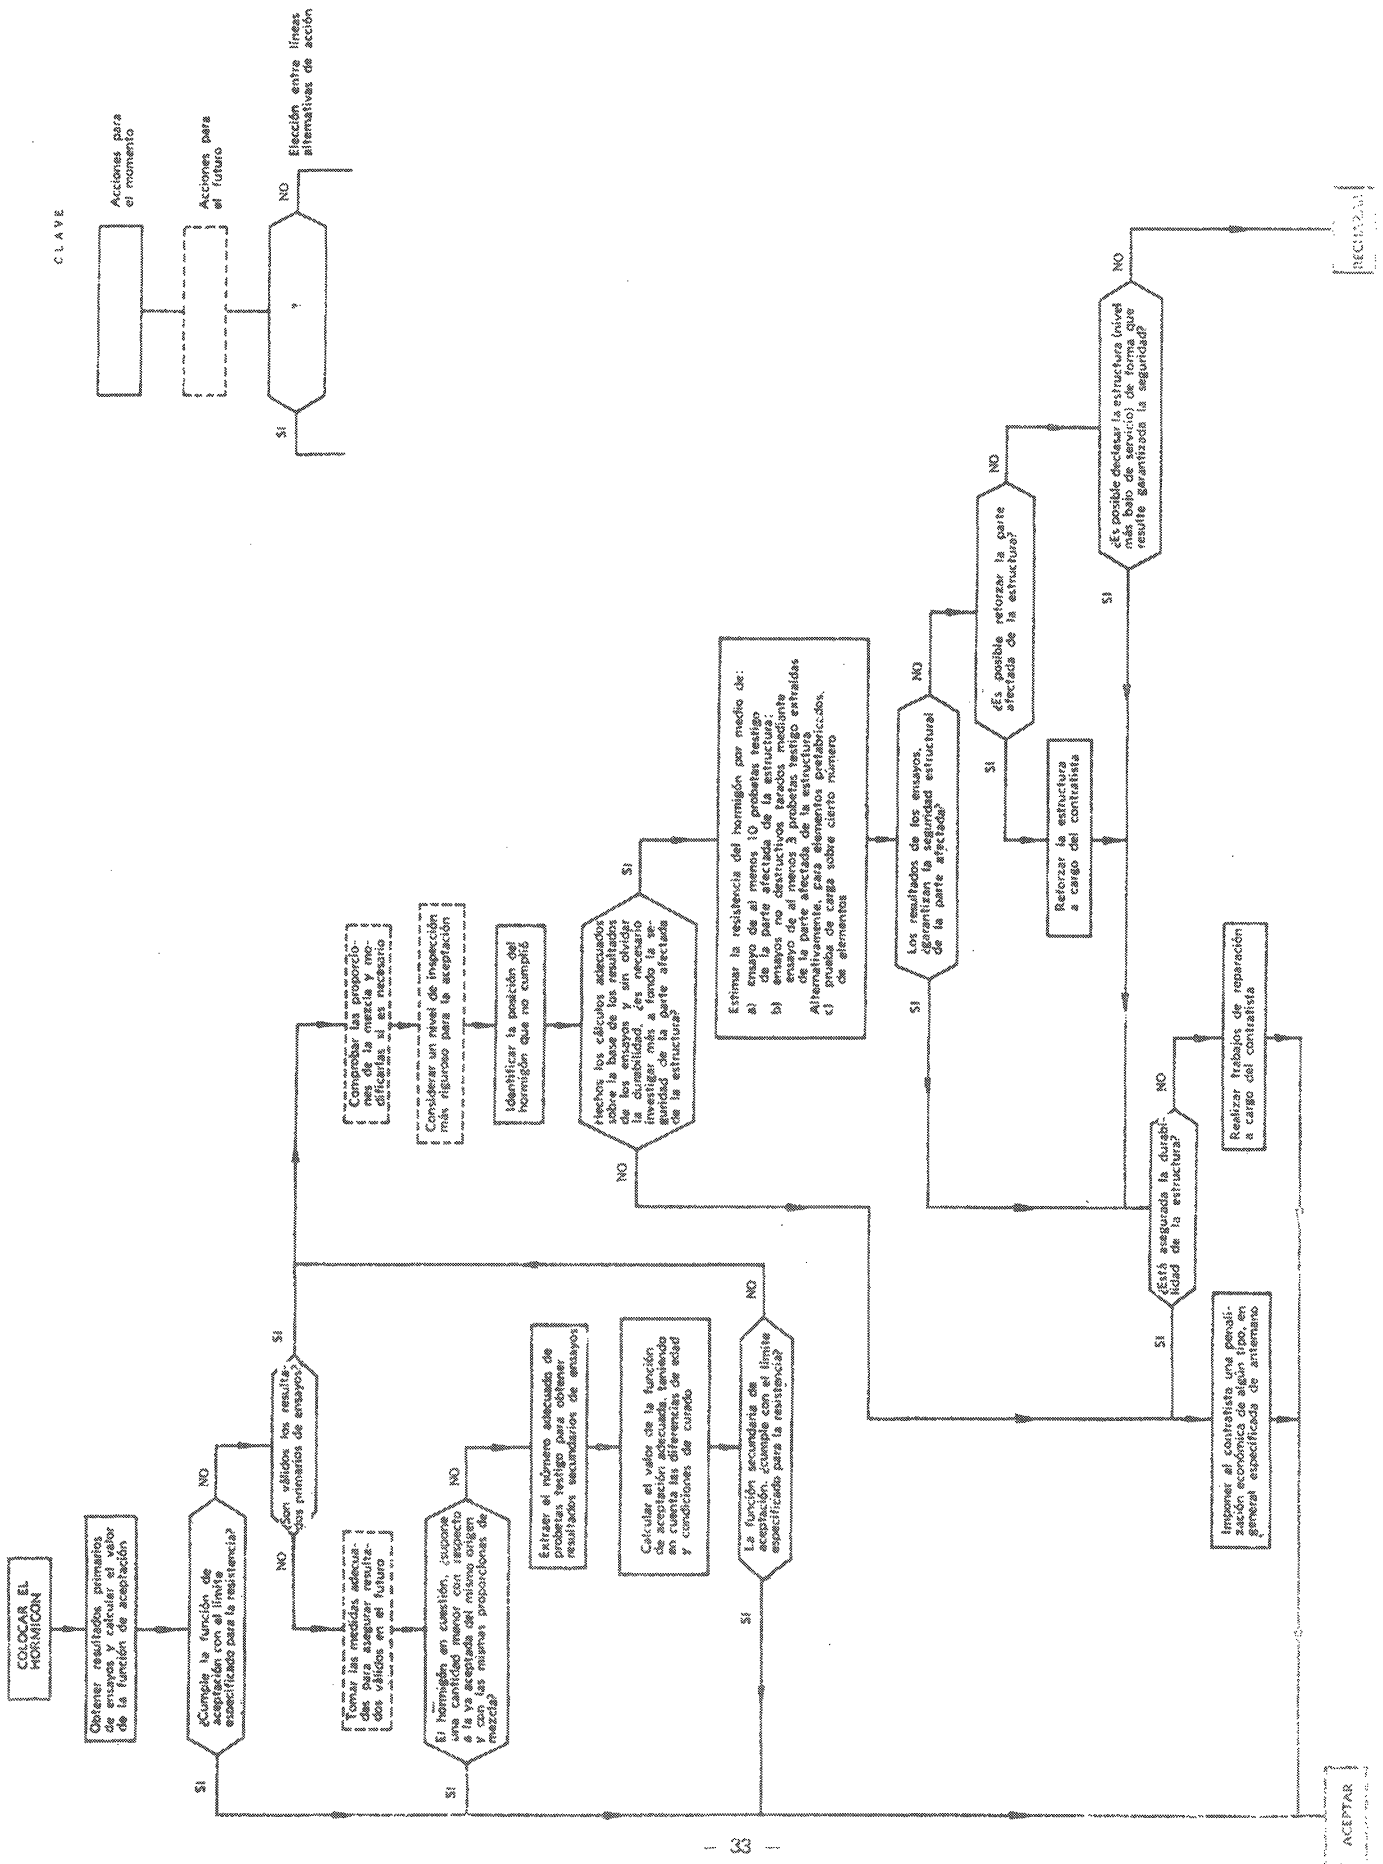 CLAVE
Acciones para
el momento
Acciones para
el futuro
?
SI
NO
Elección entre líneas
alternativas de acción
COLOCAR EL
HORMIGON
Obtener resultados primarios
de ensayos y calcular el valor
de la función de aceptación
¿Cumple la función de
aceptación con el límite
especificado para la resistencia?
SI
NO
¿Son válidos los resulta-
dos primarios de ensayos?
NO
SI
Tomar las medidas adecua-
das para asegurar resulta-
dos válidos en el futuro
El hormigón en cuestión, ¿supone
una cantidad menor con respecto
a la ya aceptada del mismo origen
y con las mismas proporciones de
mezcla?
SI
NO
Extraer el número adecuado de
probetas testigo para obtener
resultados secundarios de ensayos
Calcular el valor de la función
de aceptación adecuada, teniendo
en cuenta las diferencias de edad
y condiciones de curado
La función secundaria de
aceptación, ¿cumple con el límite
especificado para la resistencia?
SI
NO
Comprobar las proporcio-
nes de la mezcla y mo-
dificarlas si es necesario
Considerar un nivel de inspección
más riguroso para la aceptación
Identificar la posición del
hormigón que no cumplió
Hechos los cálculos adecuados
sobre la base de los resultados
de los ensayos y sin olvidar
la durabilidad, ¿es necesario
investigar más a fondo la se-
guridad de la parte afectada
de la estructura?
NO
SI
Estimar la resistencia del hormigón por medio de:
a) ensayo de al menos 10 probetas testigo
de la parte afectada de la estructura;
b) ensayos no destructivos tarados mediante
ensayo de al menos 3 probetas testigo extraídas
de la parte afectada de la estructura
Alternativamente, para elementos prefabricados,
c) prueba de carga sobre cierto número
de elementos
Los resultados de los ensayos,
¿garantizan la seguridad estructural
de la parte afectada?
SI
NO
¿Es posible reforzar la parte
afectada de la estructura?
SI
NO
Reforzar la estructura
a cargo del contratista
¿Es posible declasar la estructura (nivel
más bajo de servicio) de forma que
resulte garantizada la seguridad?
SI
NO
¿Está asegurada la durabi-
lidad de la estructura?
SI
NO
Realizar trabajos de reparación
a cargo del contratista
Imponer al contratista una penali-
zación económica de algún tipo, en
general especificada de antemano
ACEPTAR
RECHAZAR
— 33 —